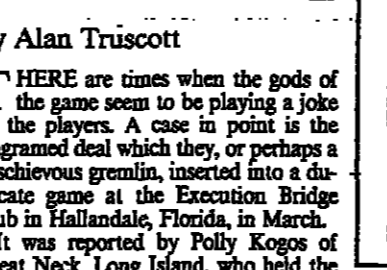 y Alan Truscott
HERE are times when the gods of
the game seem to be playing a joke
the players. A case in point is the
gramed deal which they, or perhaps a
schievous gremlin, inserted into a du-
cate game at the Execution Bridge
ub in Hallandale, Florida, in March.
It was reported by Polly Kogos of
eat Neck, Long Island, who held the